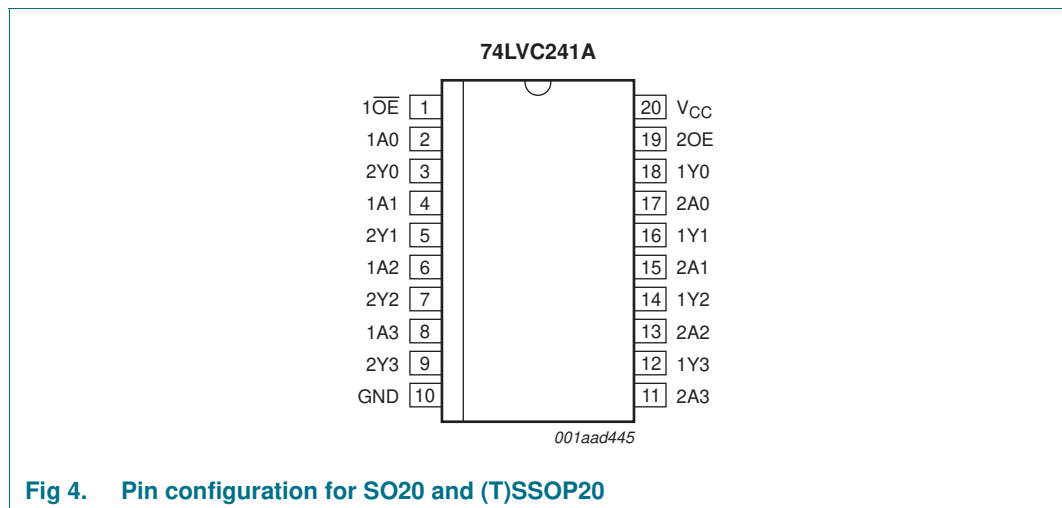 74LVC241A
1O̅E̅ 1 20 VCC
1A0 2 19 2OE
2Y0 3 18 1Y0
1A1 4 17 2A0
2Y1 5 16 1Y1
1A2 6 15 2A1
2Y2 7 14 1Y2
1A3 8 13 2A2
2Y3 9 12 1Y3
GND 10 11 2A3
001aad445
Fig 4. Pin configuration for SO20 and (T)SSOP20